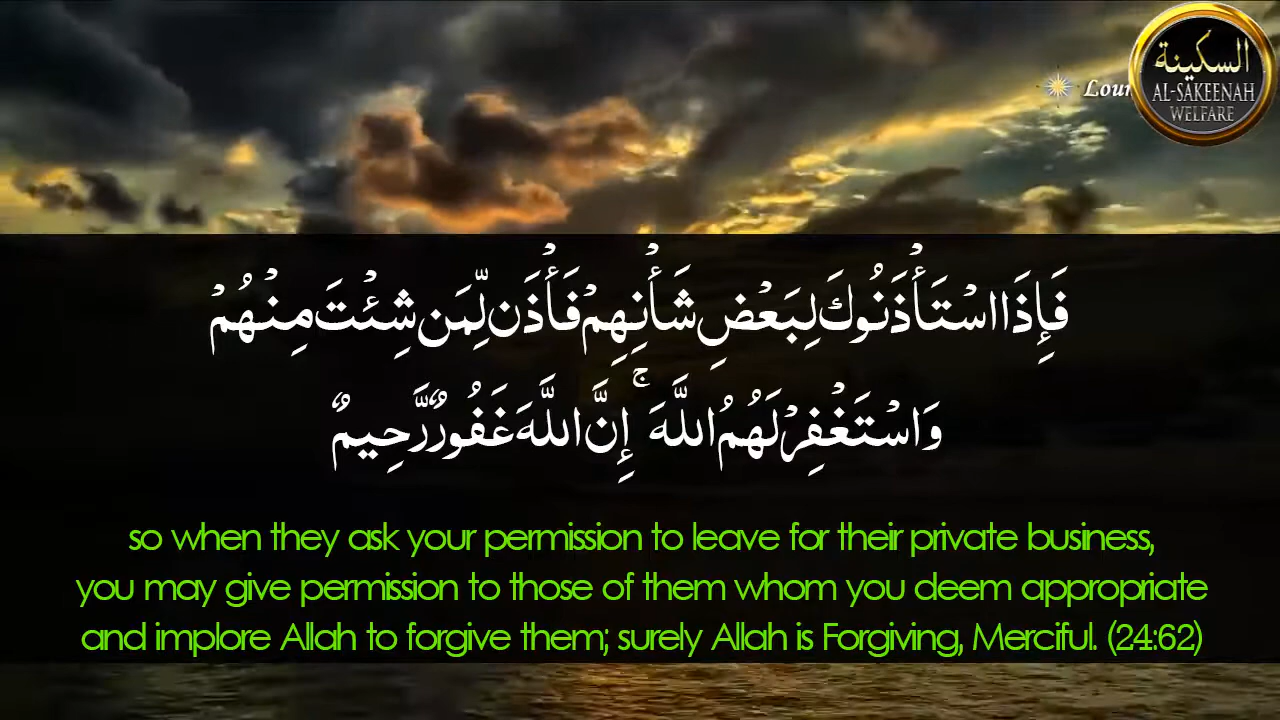 السكينة
AL-SAKEENAH
WELFARE
فَإِذَا اسْتَأْذَنُوكَ لِبَعْضِ شَأْنِهِمْ فَأْذَن لِّمَن شِئْتَ مِنْهُمْ
وَاسْتَغْفِرْ لَهُمُ اللَّهَ ۚ إِنَّ اللَّهَ غَفُورٌ رَّحِيمٌ
so when they ask your permission to leave for their private business,
you may give permission to those of them whom you deem appropriate
and implore Allah to forgive them; surely Allah is Forgiving, Merciful. (24:62)